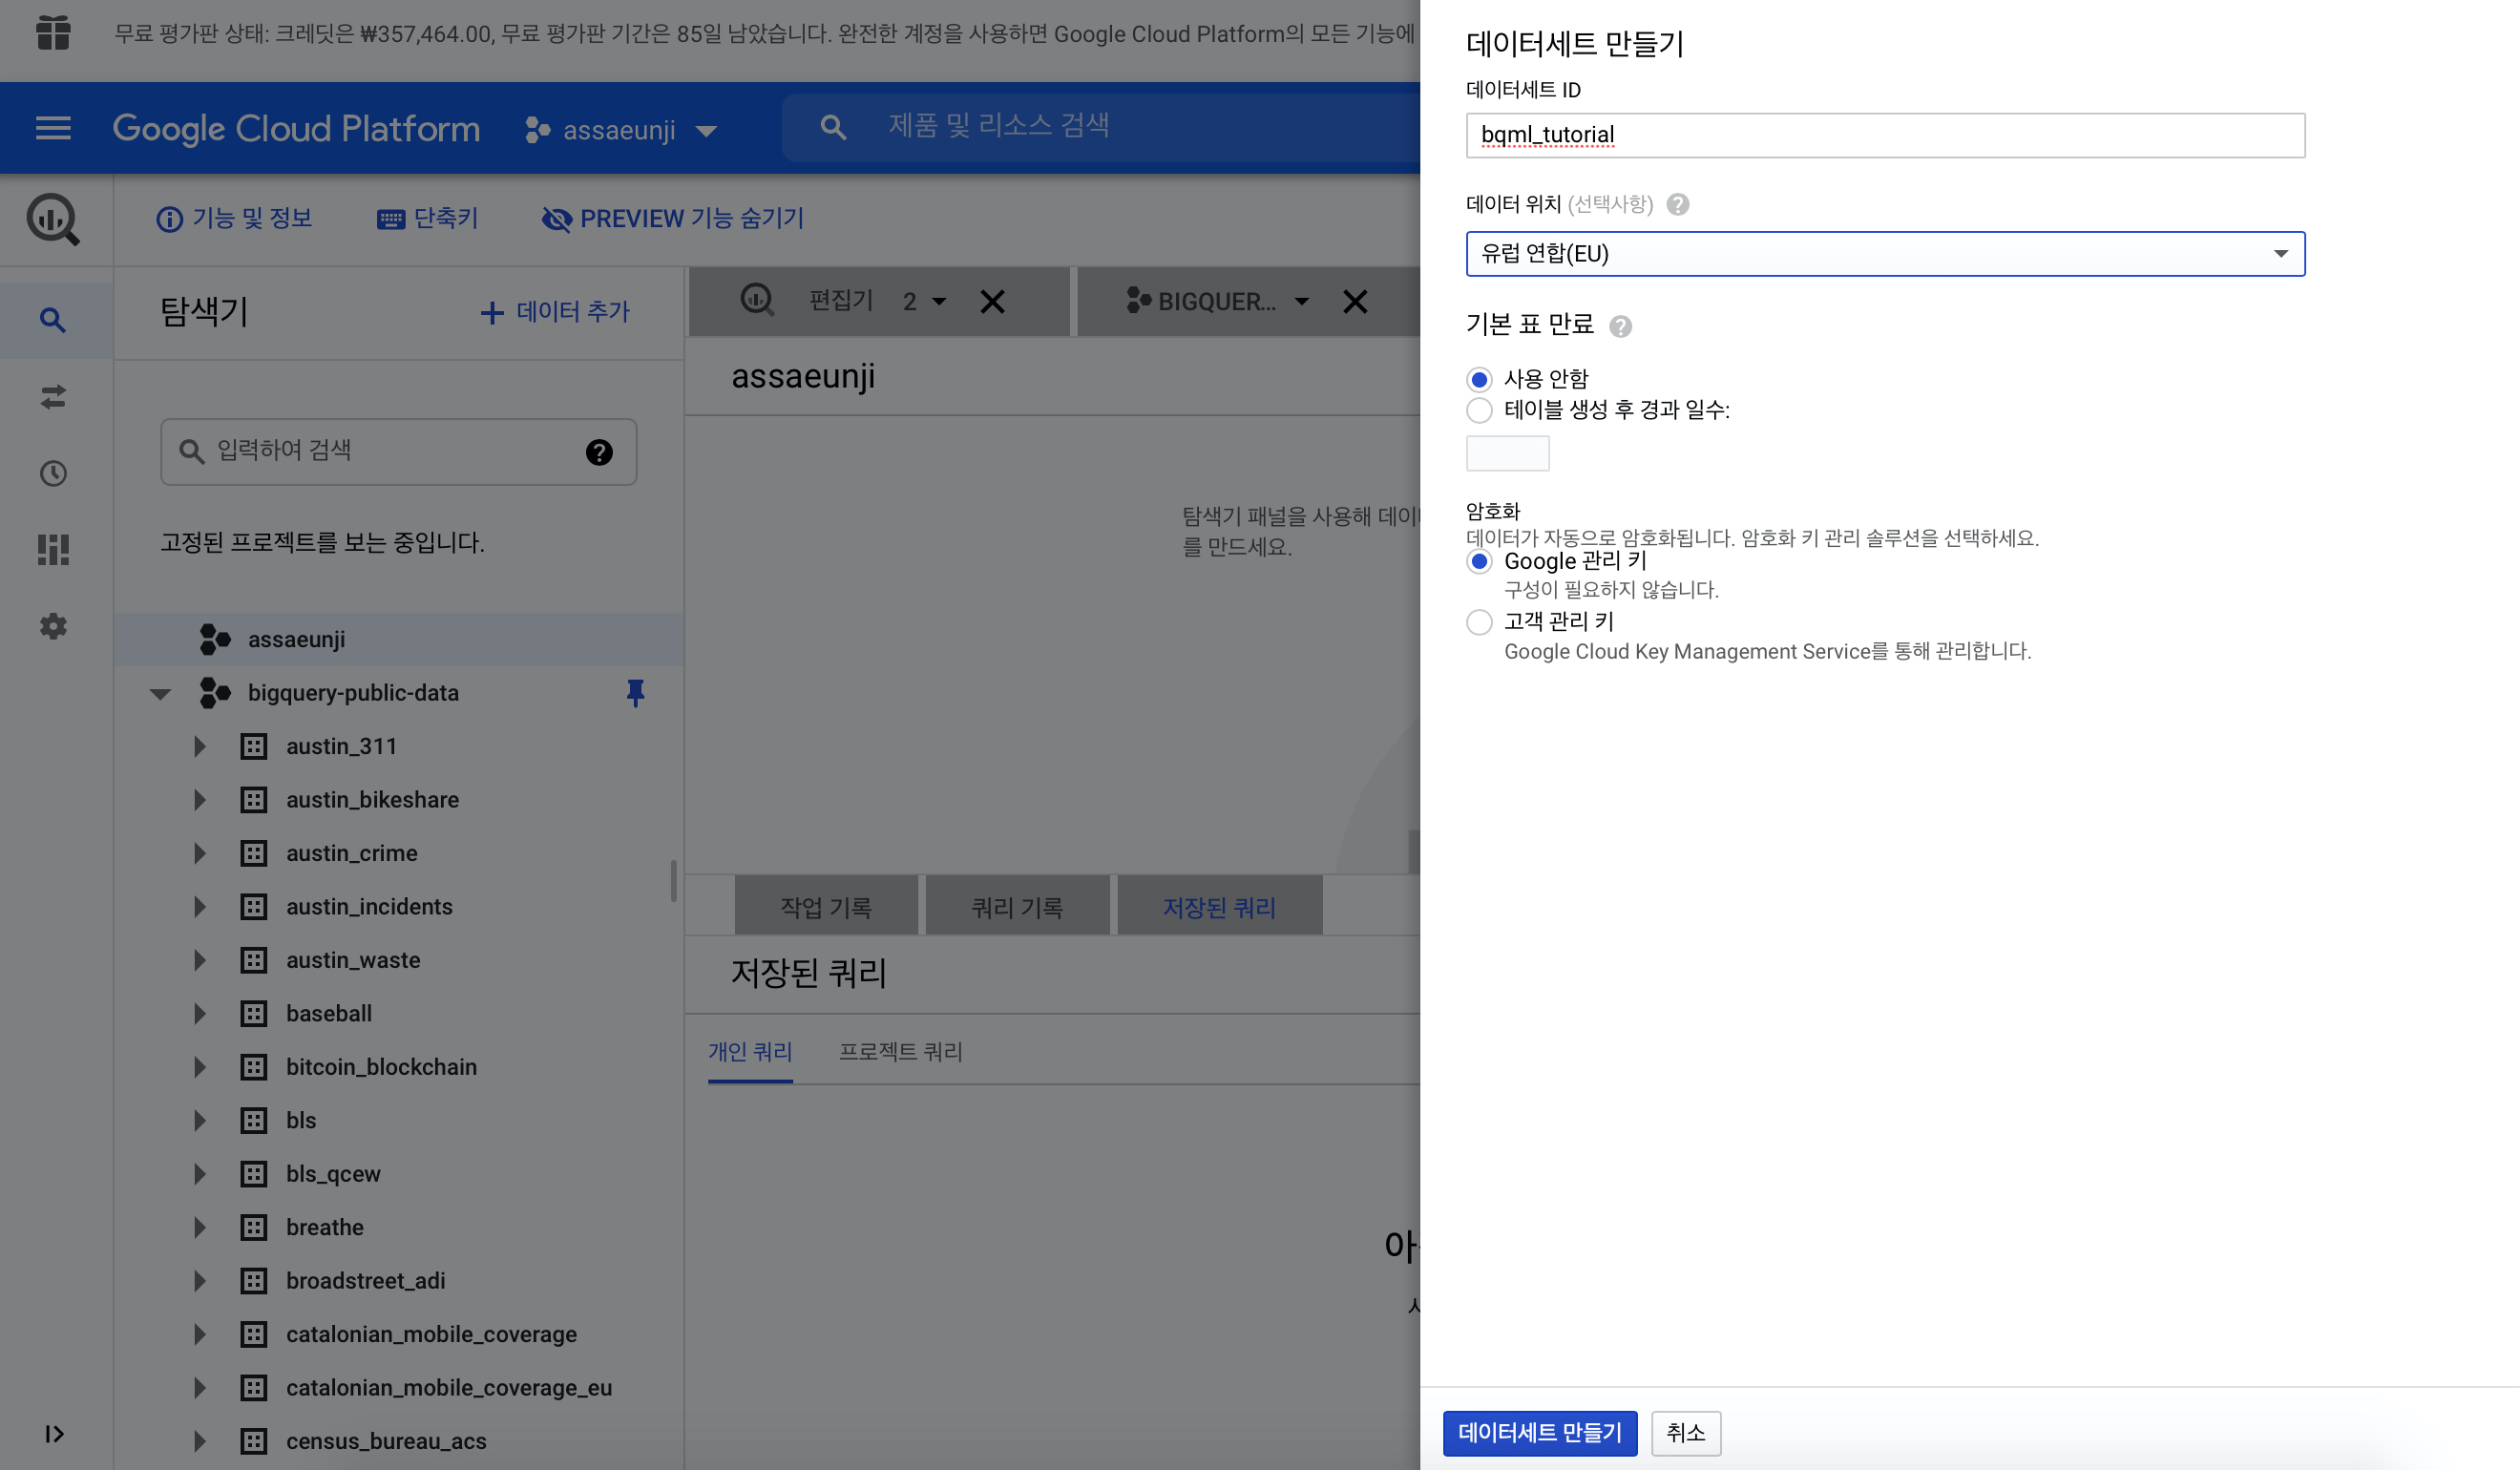 무료 평가판 상태: 크레딧은 ₩357,464.00, 무료 평가판 기간은 85일 남았습니다. 완전한 계정을 사용하면 Google Cloud Platform의 모든 기능에
Google Cloud Platform
assaeunji
제품 및 리소스 검색
기능 및 정보
단축키
PREVIEW 기능 숨기기
탐색기
데이터 추가
입력하여 검색
고정된 프로젝트를 보는 중입니다.
assaeunji
bigquery-public-data
austin_311
austin_bikeshare
austin_crime
austin_incidents
austin_waste
baseball
bitcoin_blockchain
bls
bls_qcew
breathe
broadstreet_adi
catalonian_mobile_coverage
catalonian_mobile_coverage_eu
census_bureau_acs
편집기 2
BIGQUER...
assaeunji
탐색기 패널을 사용해 데이
를 만드세요.
작업 기록
쿼리 기록
저장된 쿼리
저장된 쿼리
개인 쿼리
프로젝트 쿼리
데이터세트 만들기
데이터세트 ID
bqml_tutorial
데이터 위치 (선택사항)
유럽 연합(EU)
기본 표 만료
사용 안함
테이블 생성 후 경과 일수:
암호화
데이터가 자동으로 암호화됩니다. 암호화 키 관리 솔루션을 선택하세요.
Google 관리 키
구성이 필요하지 않습니다.
고객 관리 키
Google Cloud Key Management Service를 통해 관리합니다.
데이터세트 만들기
취소